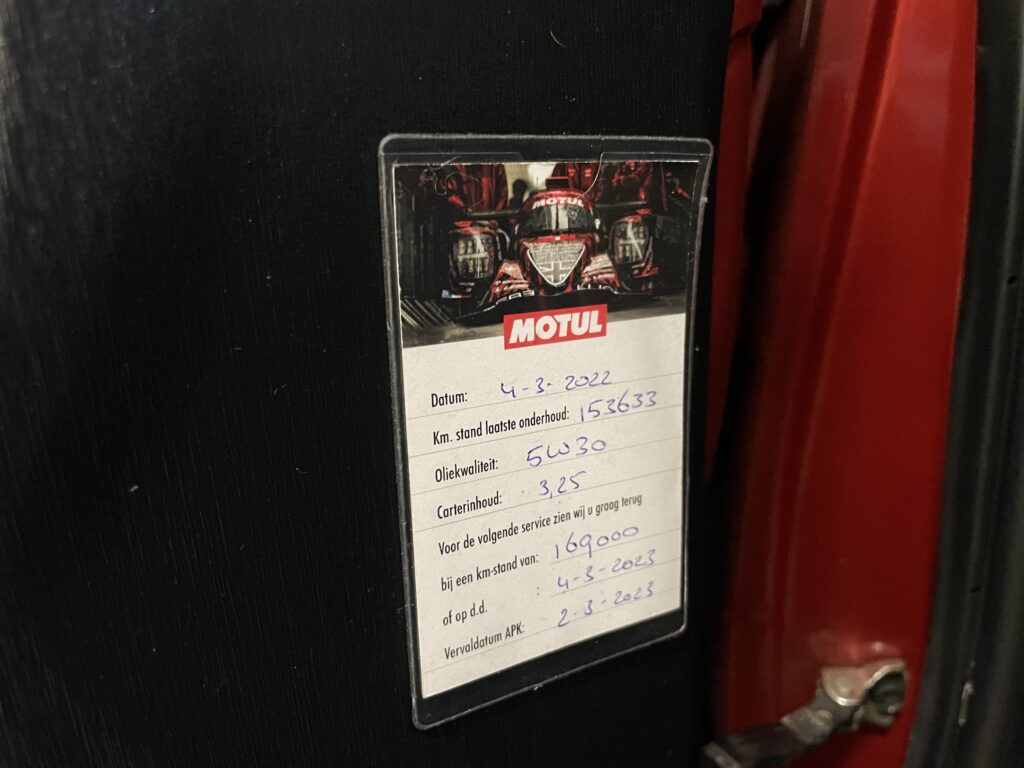 MOTUL
MOTUL
Datum: 4-3-2022
Km. stand laatste onderhoud: 153633
Oliekwaliteit: 5W30
Carterinhoud: 3,25
Voor de volgende service zien wij u graag terug
bij een km-stand van: 169000
of op d.d. : 4-3-2023
Vervaldatum APK: 2-3-2023